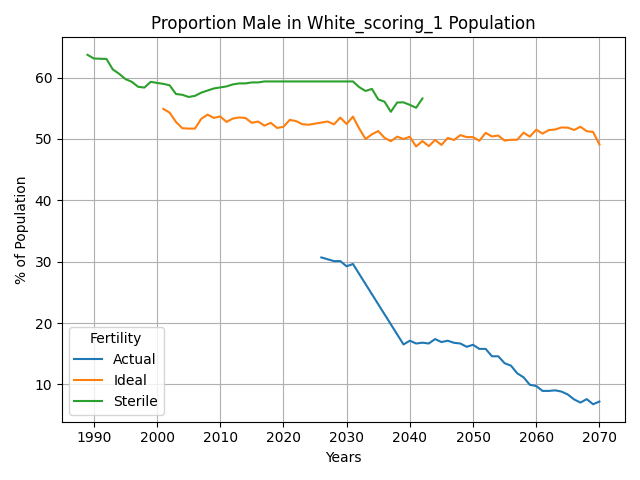 Proportion Male in White_scoring_1 Population
% of Population
60
50
40
30
20
10
Fertility
Actual
Ideal
Sterile
1990 2000 2010 2020 2030 2040 2050 2060 2070
Years